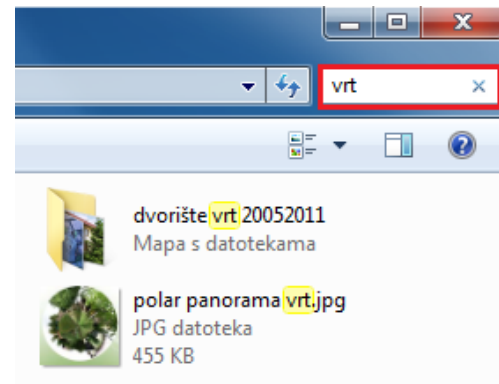 vrt
dvorište vrt 20052011
Mapa s datotekama
polar panorama vrt.jpg
JPG datoteka
455 KB